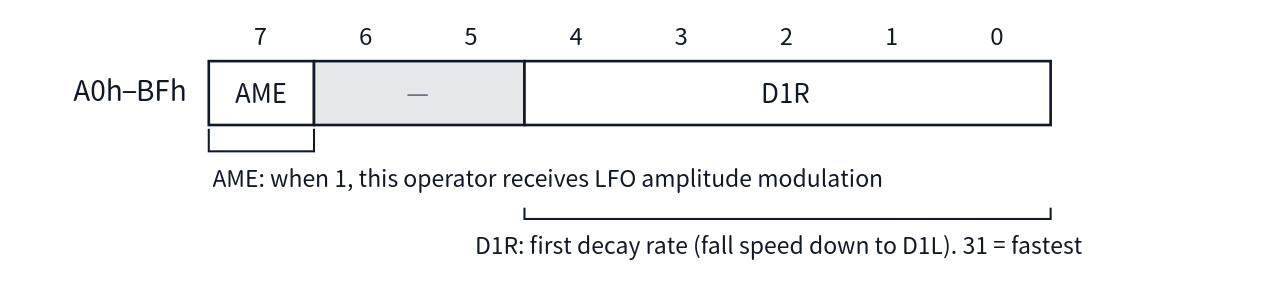 7 6 5 4 3 2 1 0
A0h–BFh AME — D1R
AME: when 1, this operator receives LFO amplitude modulation
D1R: first decay rate (fall speed down to D1L). 31 = fastest